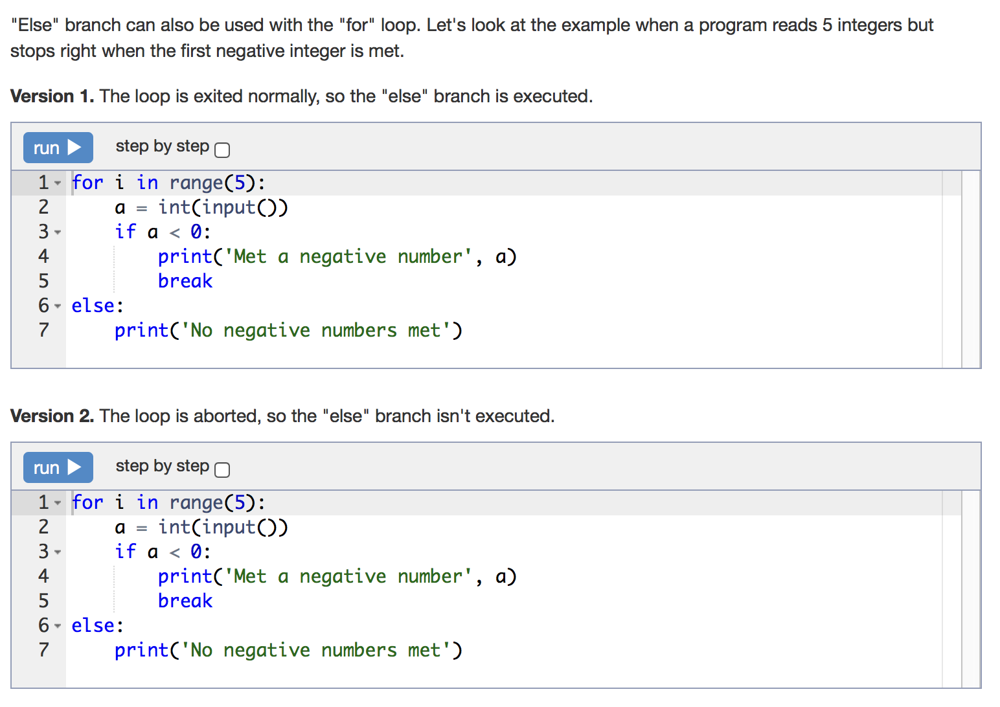 "Else" branch can also be used with the "for" loop. Let's look at the example when a program reads 5 integers but
stops right when the first negative integer is met.
Version 1. The loop is exited normally, so the "else" branch is executed.
run step by step
1 for i in range(5):
2     a = int(input())
3     if a < 0:
4         print('Met a negative number', a)
5         break
6 else:
7     print('No negative numbers met')
Version 2. The loop is aborted, so the "else" branch isn't executed.
run step by step
1 for i in range(5):
2     a = int(input())
3     if a < 0:
4         print('Met a negative number', a)
5         break
6 else:
7     print('No negative numbers met')